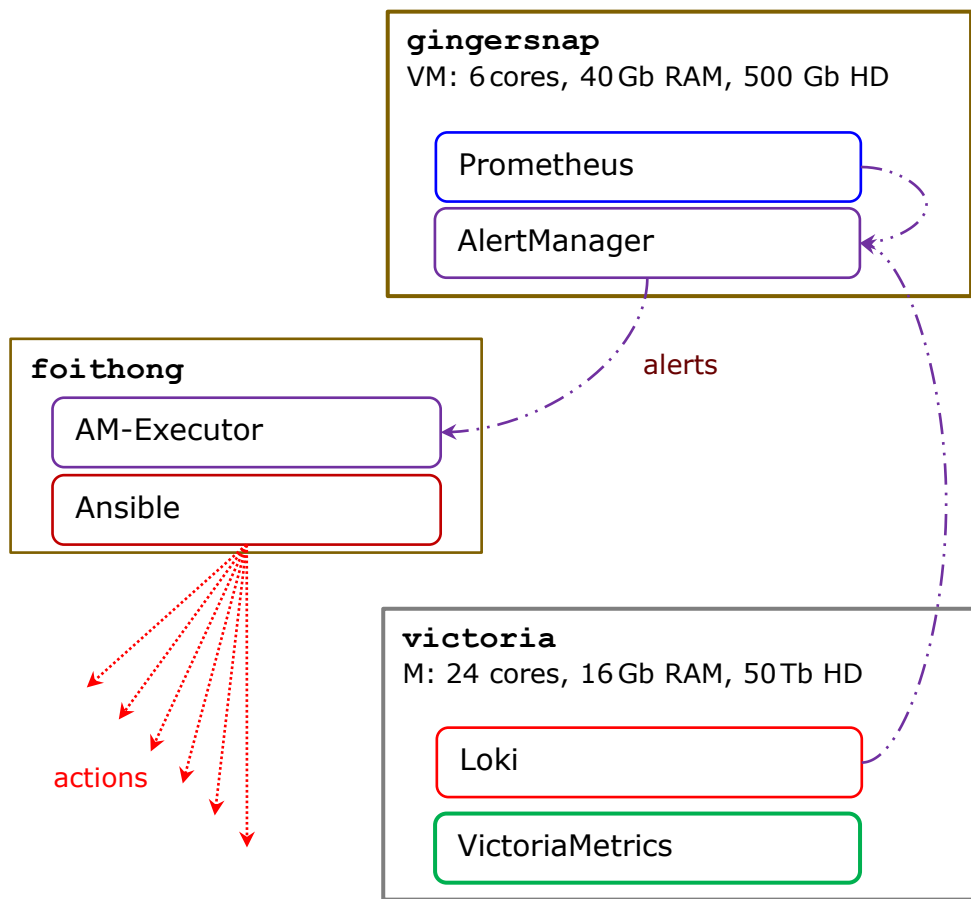 gingersnap
VM: 6 cores, 40 Gb RAM, 500 Gb HD
Prometheus
AlertManager
alerts
foithong
AM-Executor
Ansible
actions
victoria
M: 24 cores, 16 Gb RAM, 50 Tb HD
Loki
VictoriaMetrics